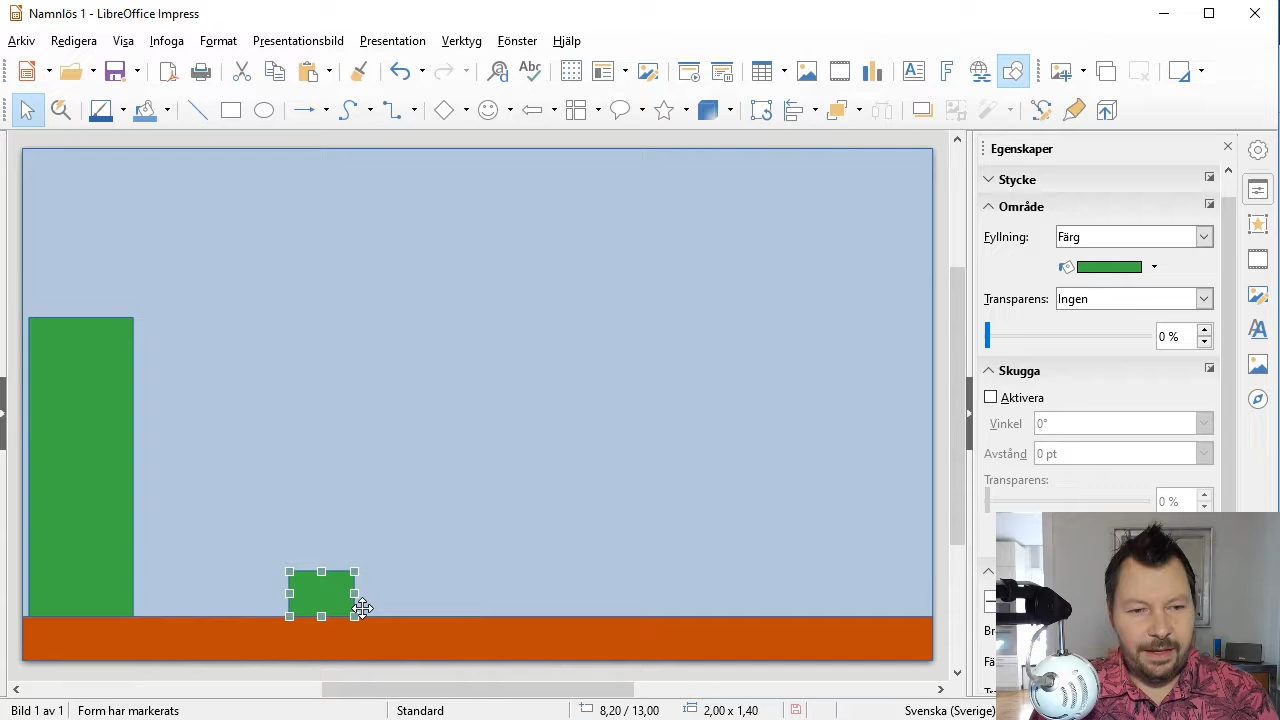 Namnlös 1 - LibreOffice Impress
Arkiv Redigera Visa Infoga Format Presentationsbild Presentation Verktyg Fönster Hjälp
Abc
A F
Egenskaper
Stycke
Område
Fyllning: Färg
Transparens: Ingen
0 %
Skugga
Aktivera
Vinkel 0°
Avstånd 0 pt
Transparens:
0 %
Bild 1 av 1 Form har markerats Standard 8,20 / 13,00 2,00 x 1,40 Svenska (Sverige)